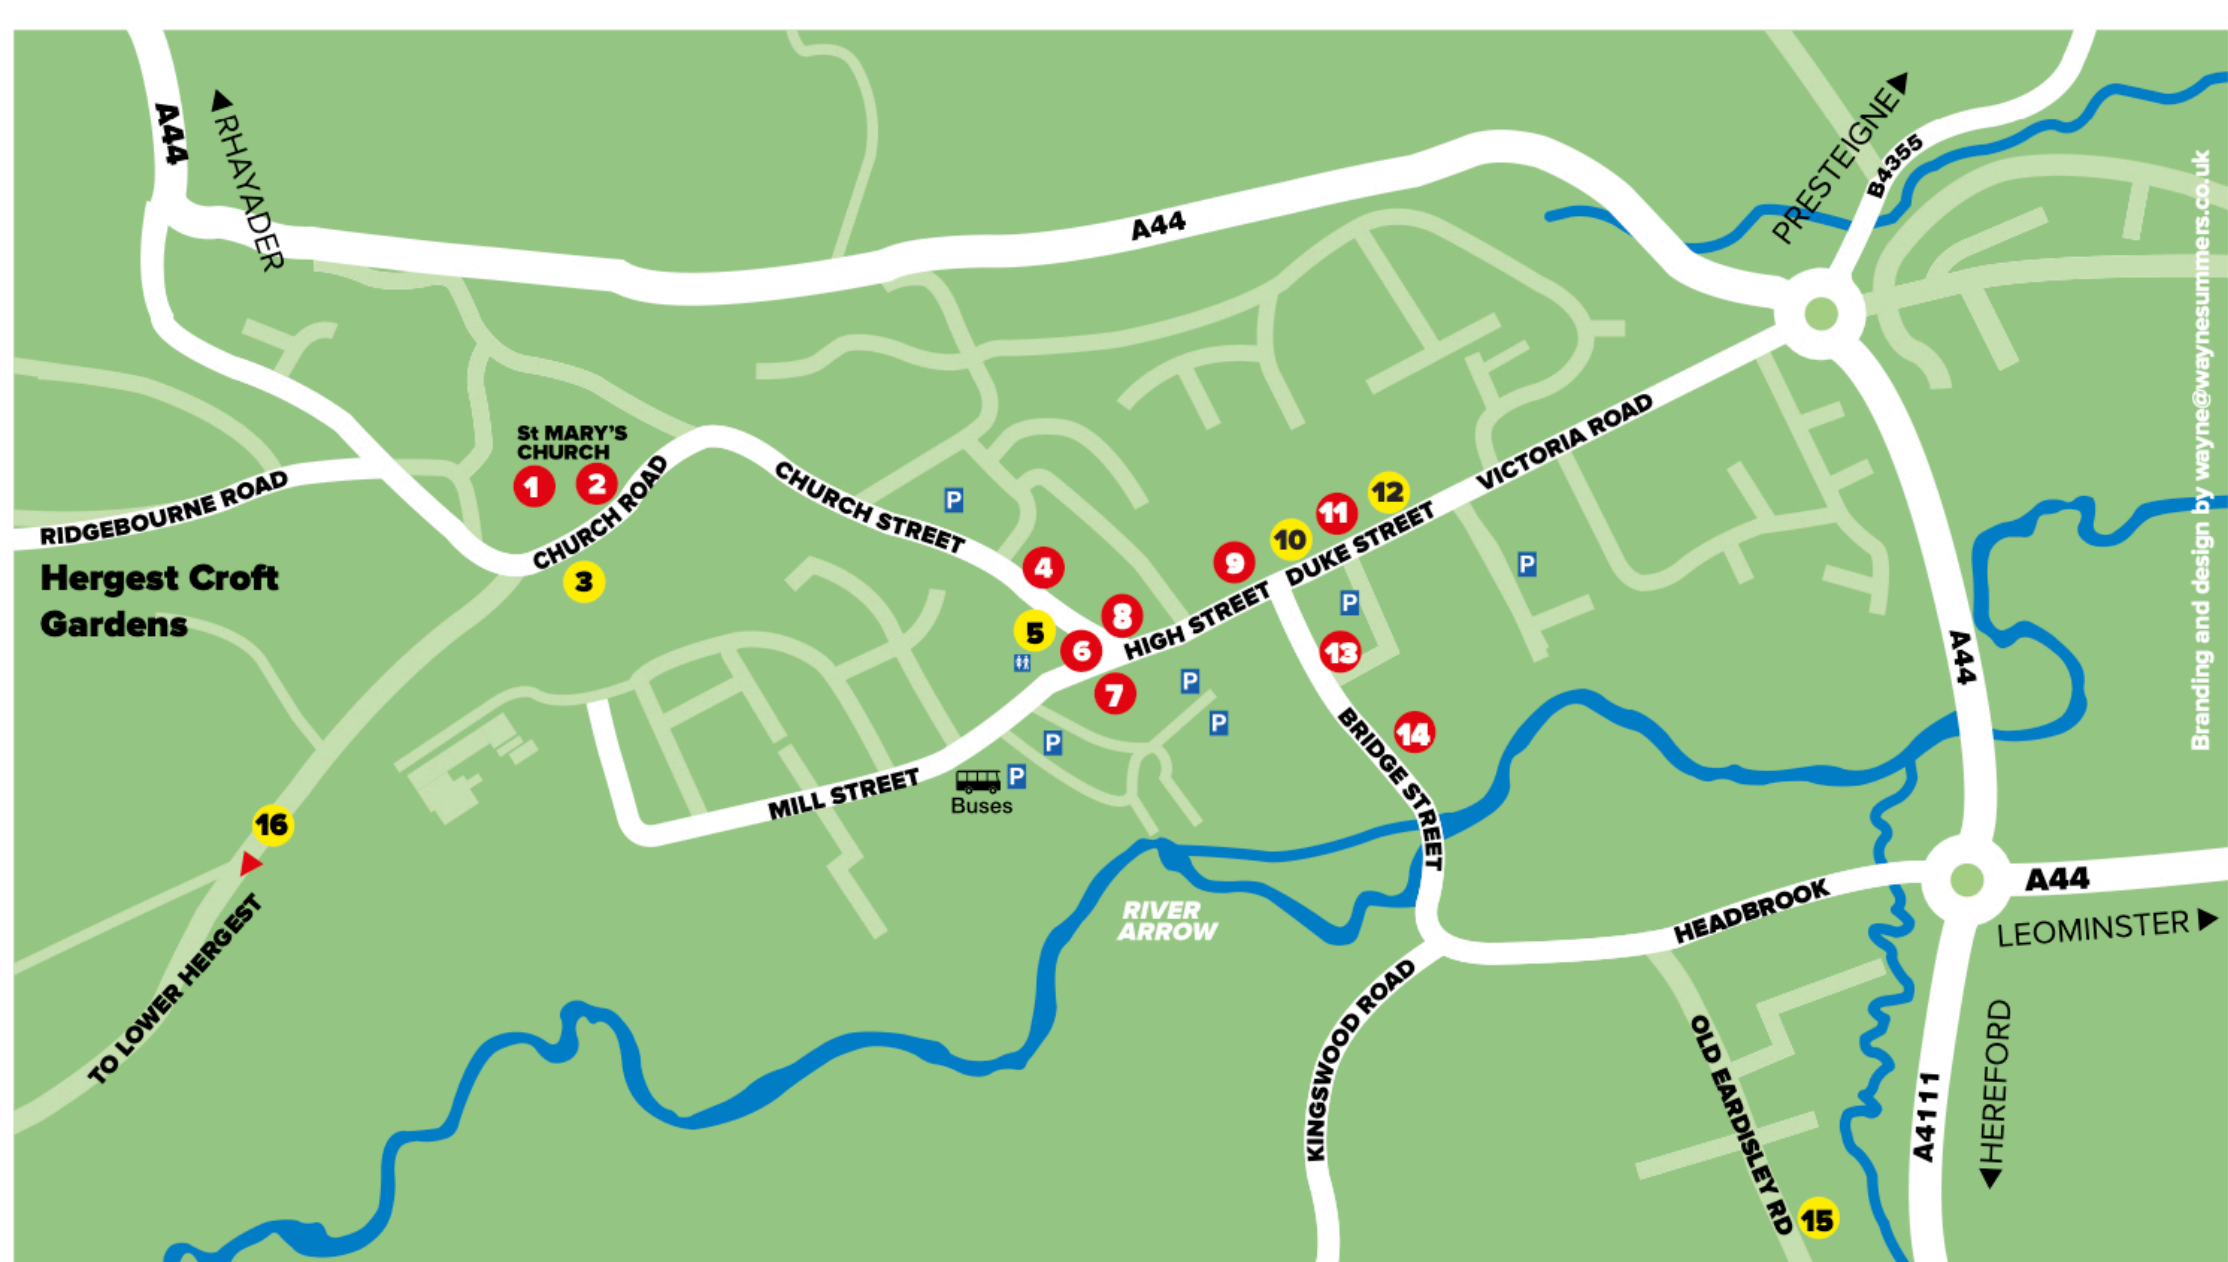 A44
RHAYADER
A44
PRESTEIGNE
B4355
Branding and design by wayne@waynesummers.co.uk
St MARY'S
CHURCH
1
2
CHURCH ROAD
3
RIDGEBOURNE ROAD
Hergest Croft
Gardens
CHURCH STREET
P
4
5
6
7
8
HIGH STREET
9
10
11
12
DUKE STREET
VICTORIA ROAD
P
P
13
P
P
P
P
Buses
MILL STREET
14
BRIDGE STREET
A44
16
TO LOWER HERGEST
RIVER
ARROW
HEADBROOK
A44
LEOMINSTER
KINGSWOOD ROAD
OLD EARDISLEY RD
15
A4111
HEREFORD